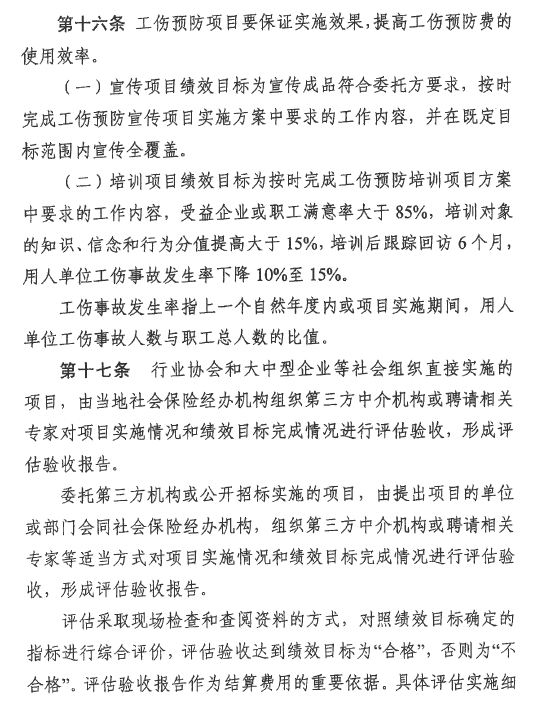 第十六条 工伤预防项目要保证实施效果，提高工伤预防费的
使用效率。
（一）宣传项目绩效目标为宣传成品符合委托方要求，按时
完成工伤预防宣传项目实施方案中要求的工作内容，并在既定目
标范围内宣传全覆盖。
（二）培训项目绩效目标为按时完成工伤预防培训项目方案
中要求的工作内容，受益企业或职工满意率大于 85%，培训对象
的知识、信念和行为分值提高大于 15%，培训后跟踪回访 6 个月，
用人单位工伤事故发生率下降 10%至 15%。
工伤事故发生率指上一个自然年度内或项目实施期间，用人
单位工伤事故人数与职工总人数的比值。
第十七条 行业协会和大中型企业等社会组织直接实施的
项目，由当地社会保险经办机构组织第三方中介机构或聘请相关
专家对项目实施情况和绩效目标完成情况进行评估验收，形成评
估验收报告。
委托第三方机构或公开招标实施的项目，由提出项目的单位
或部门会同社会保险经办机构，组织第三方中介机构或聘请相关
专家等适当方式对项目实施情况和绩效目标完成情况进行评估验
收，形成评估验收报告。
评估采取现场检查和查阅资料的方式，对照绩效目标确定的
指标进行综合评价，评估验收达到绩效目标为“合格”，否则为“不
合格”。评估验收报告作为结算费用的重要依据。具体评估实施细